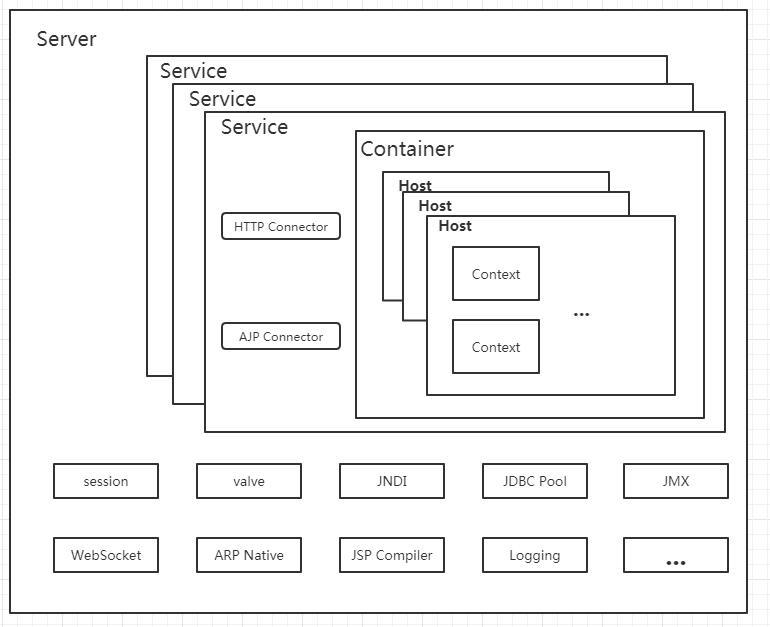 Server
Service
Service
Service
Container
Host
Host
Host
HTTP Connector
Context
...
AJP Connector
Context
session
valve
JNDI
JDBC Pool
JMX
WebSocket
ARP Native
JSP Compiler
Logging
...